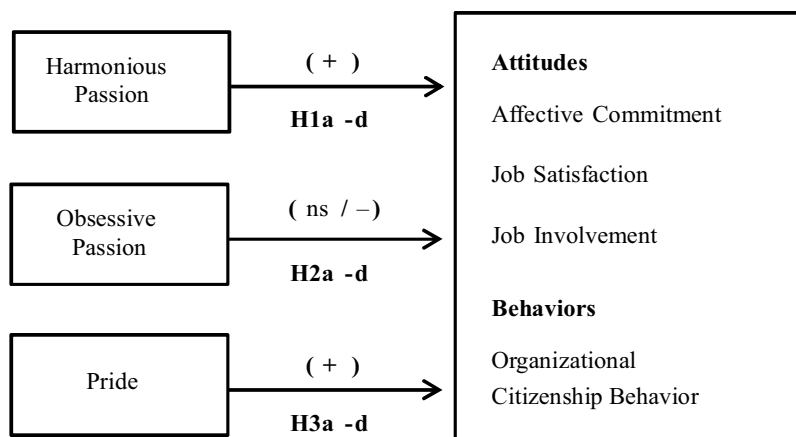 Harmonious
Passion
( + )
H1a -d
Obsessive
Passion
( ns / –)
H2a -d
Pride
( + )
H3a -d
Attitudes
Affective Commitment
Job Satisfaction
Job Involvement
Behaviors
Organizational
Citizenship Behavior